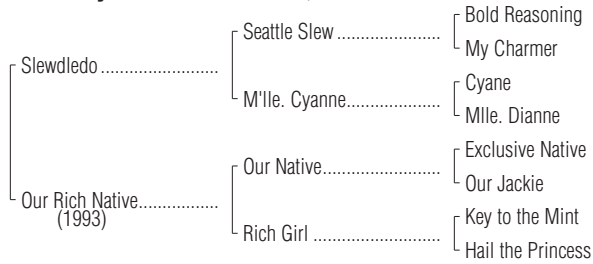 Bold Reasoning
Seattle Slew ....................
My Charmer
Slewdledo ........................
Cyane
M'lle. Cyanne...................
Mlle. Dianne
Exclusive Native
Our Native........................
Our Jackie
Our Rich Native................
(1993)
Key to the Mint
Rich Girl .........................
Hail the Princess